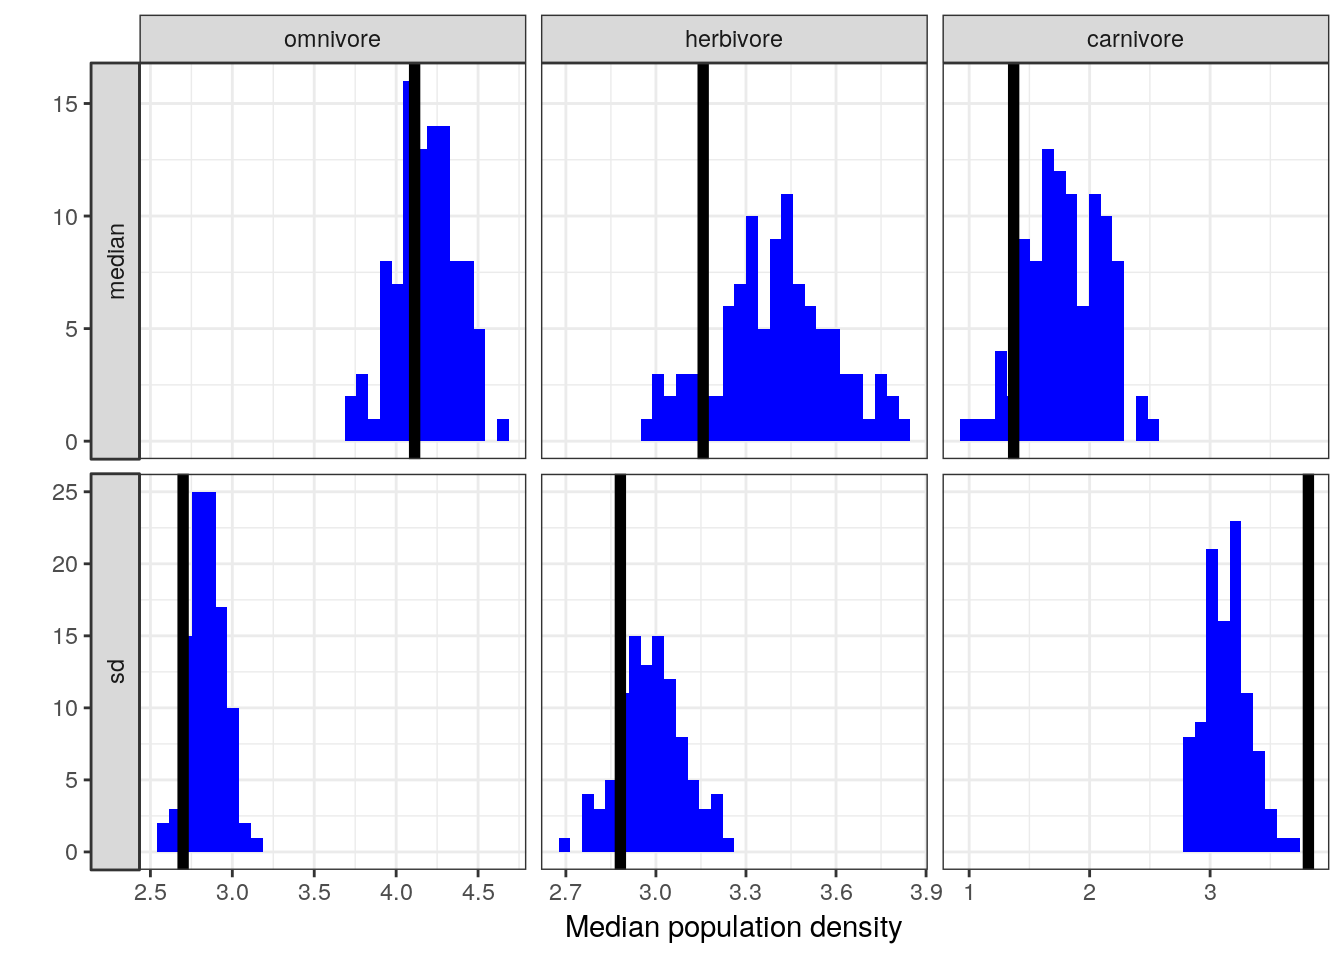 omnivore herbivore carnivore
median
15
10
5
0
sd
25
20
15
10
5
0
2.5 3.0 3.5 4.0 4.5 2.7 3.0 3.3 3.6 3.9 1 2 3
Median population density